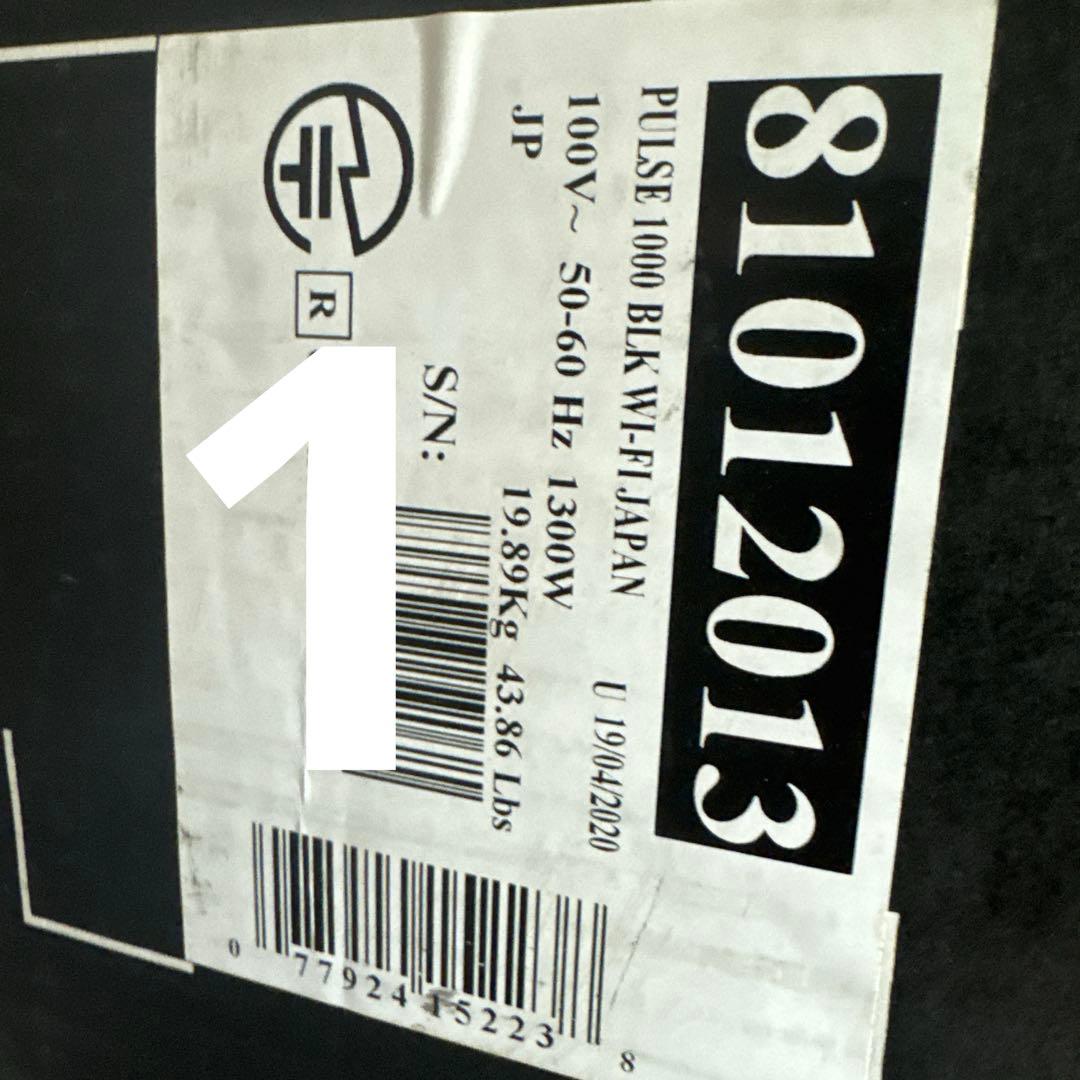 81012013
PULSE 1000 BLK WI-FI JAPAN
U 19/04/2020
100V~ 50-60 Hz 1300W
JP
19.89Kg 43.86 Lbs
S/N:
R
1
0 77924 15223 8